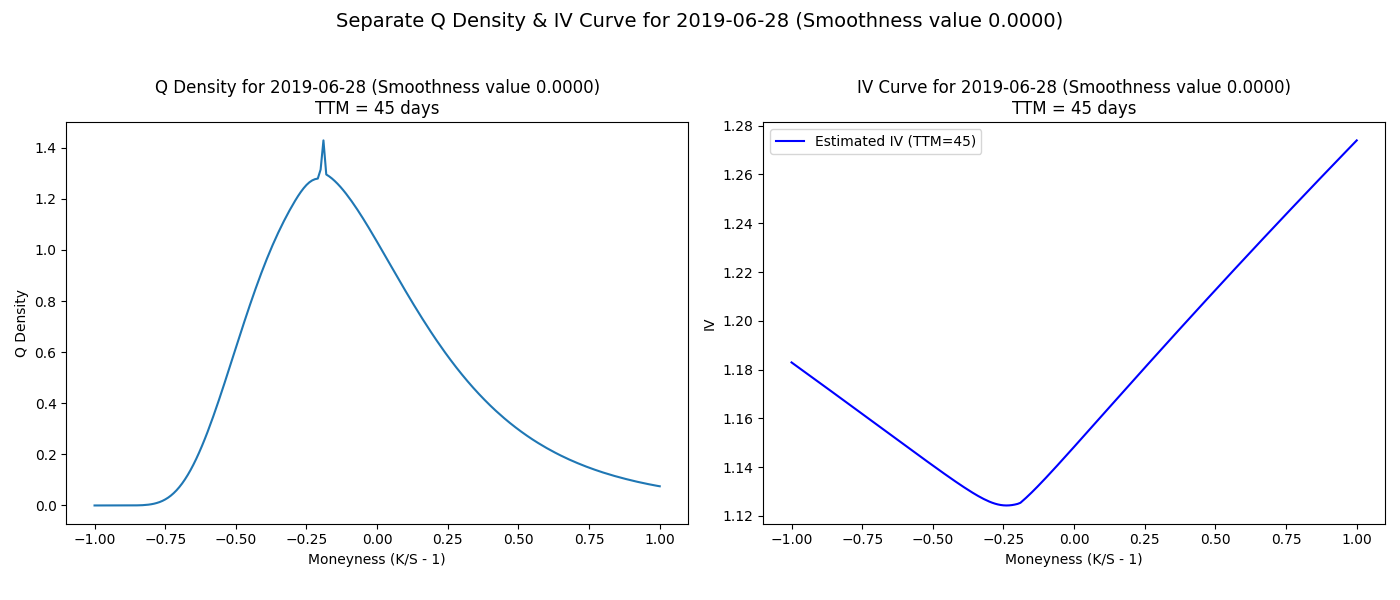 Separate Q Density & IV Curve for 2019-06-28 (Smoothness value 0.0000)
Q Density for 2019-06-28 (Smoothness value 0.0000)
TTM = 45 days
1.4
1.2
1.0
0.8
0.6
0.4
0.2
0.0
Q Density
−1.00 −0.75 −0.50 −0.25 0.00 0.25 0.50 0.75 1.00
Moneyness (K/S - 1)
IV Curve for 2019-06-28 (Smoothness value 0.0000)
TTM = 45 days
Estimated IV (TTM=45)
1.28
1.26
1.24
1.22
1.20
1.18
1.16
1.14
1.12
IV
−1.00 −0.75 −0.50 −0.25 0.00 0.25 0.50 0.75 1.00
Moneyness (K/S - 1)